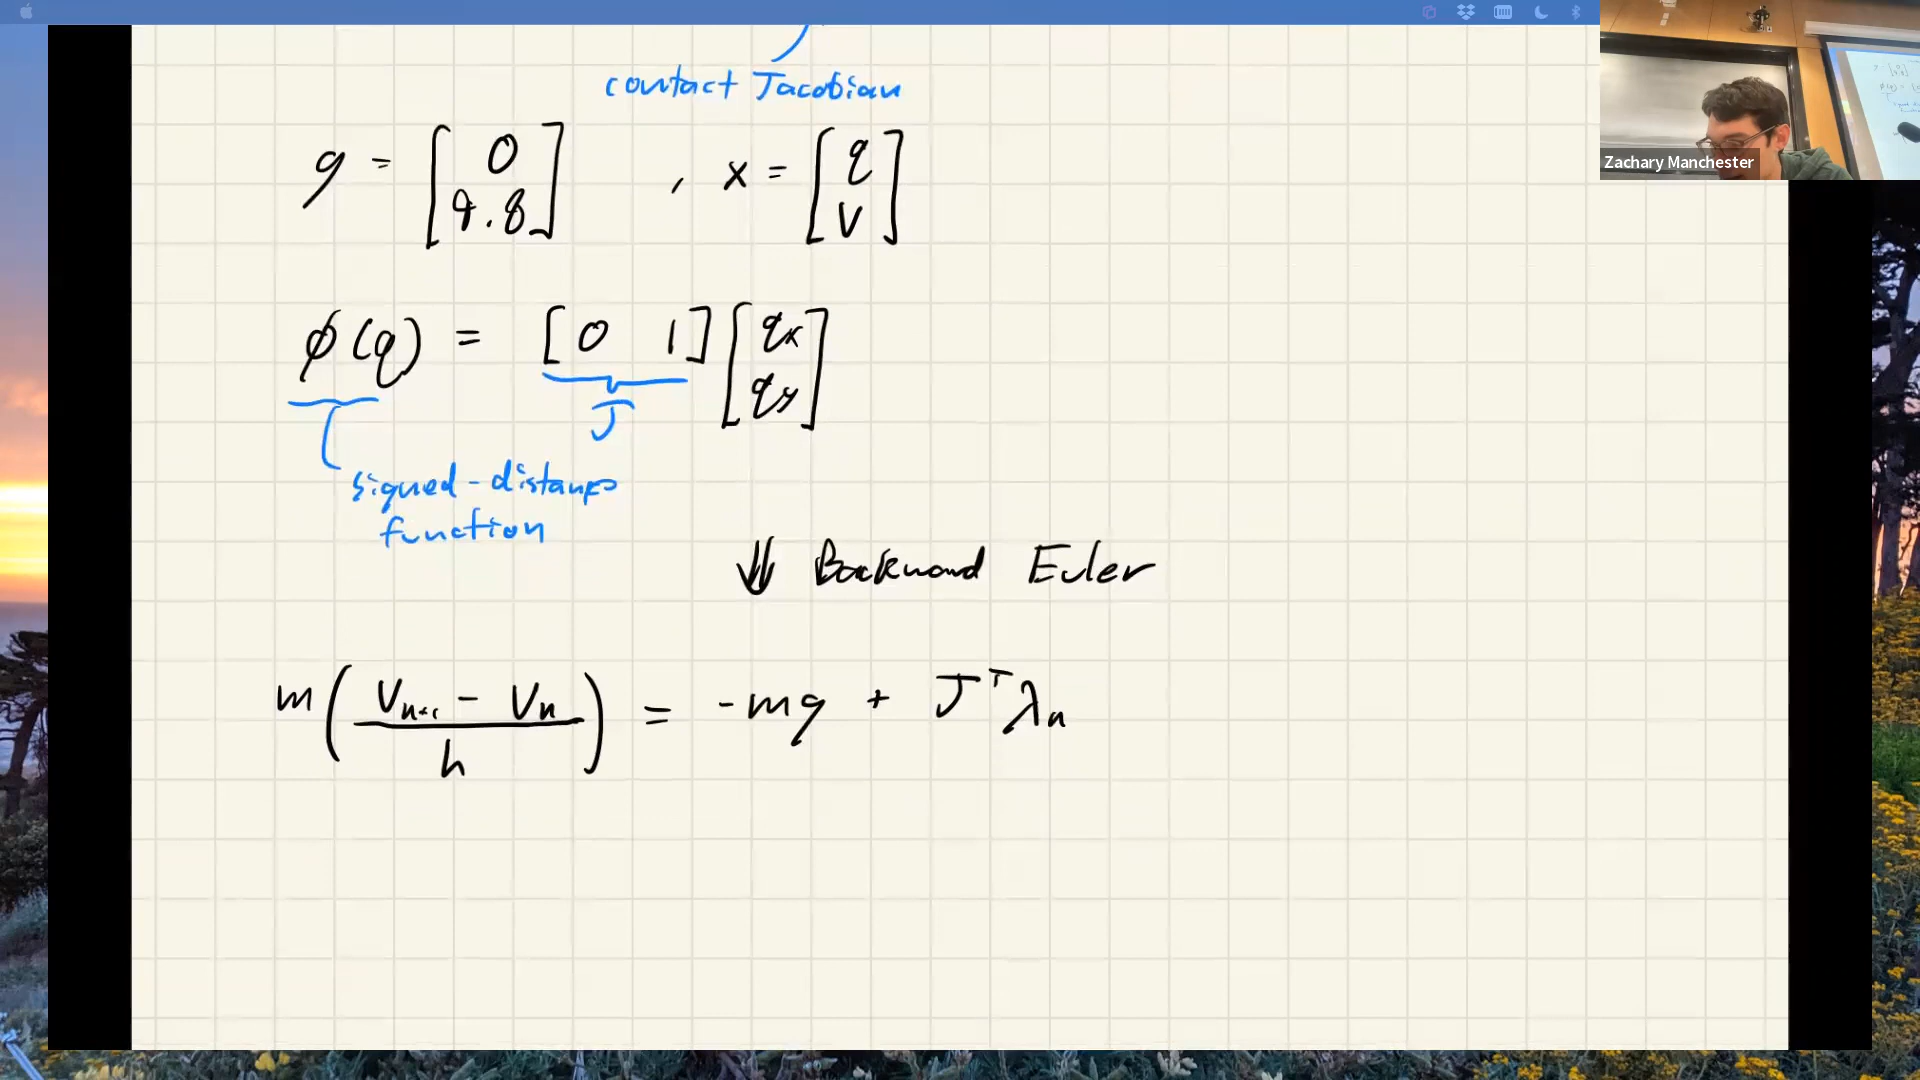 contact Jacobian
g = [0 9.8] , x = [q v]
ϕ(q) = [0 1] [qx qy]
J
signed-distance
function
⇓ Backward Euler
m((Vn+1 - Vn)/h) = -mg + Jᵀλn
Zachary Manchester